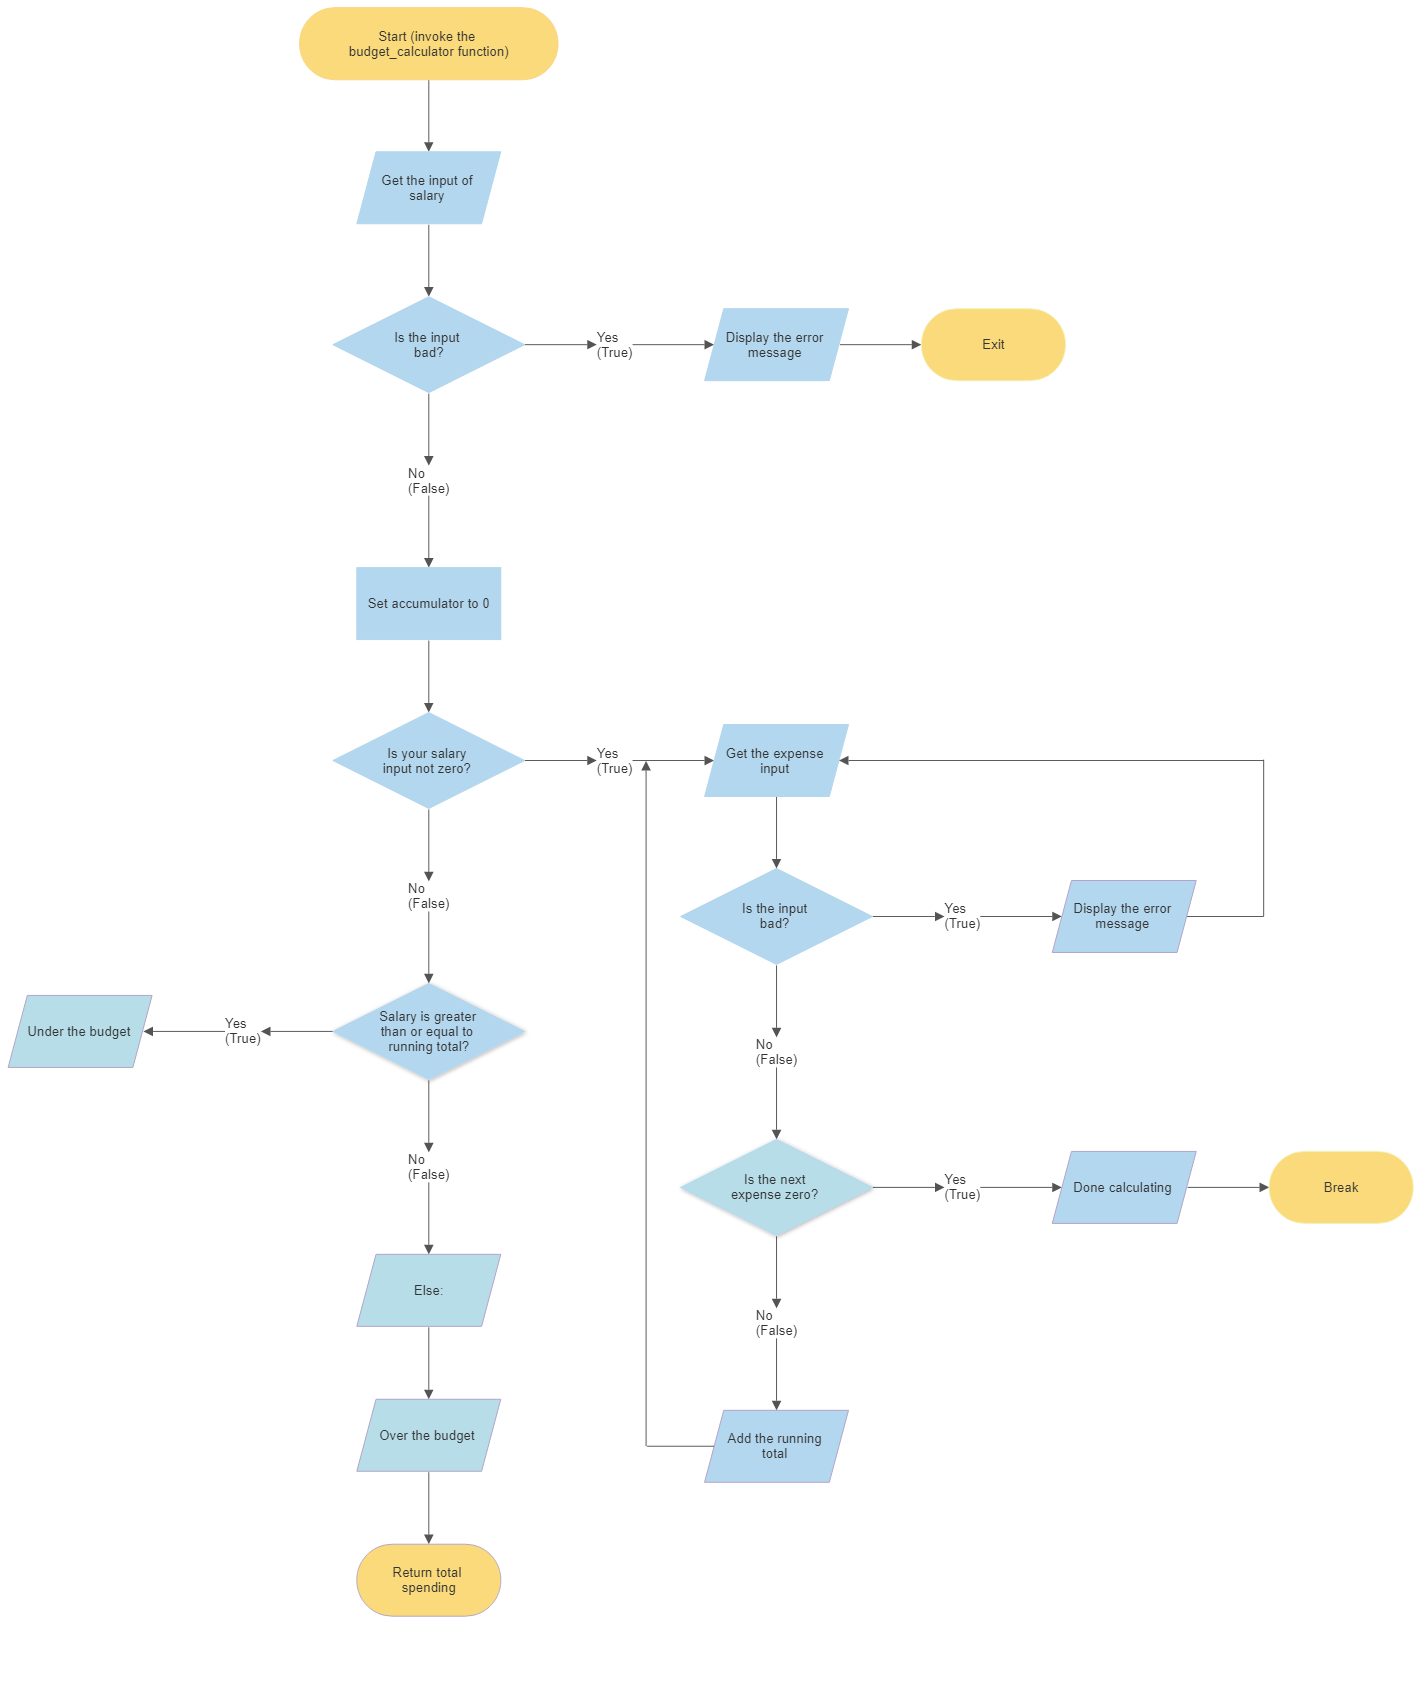 Start (invoke the
budget_calculator function)
Get the input of
salary
Is the input
bad?
Yes
(True)
Display the error
message
Exit
No
(False)
Set accumulator to 0
Is your salary
input not zero?
Yes
(True)
Get the expense
input
Is the input
bad?
Yes
(True)
Display the error
message
No
(False)
Salary is greater
than or equal to
running total?
Yes
(True)
Under the budget
No
(False)
Is the next
expense zero?
Yes
(True)
Done calculating
Break
No
(False)
Else:
No
(False)
Over the budget
Add the running
total
Return total
spending